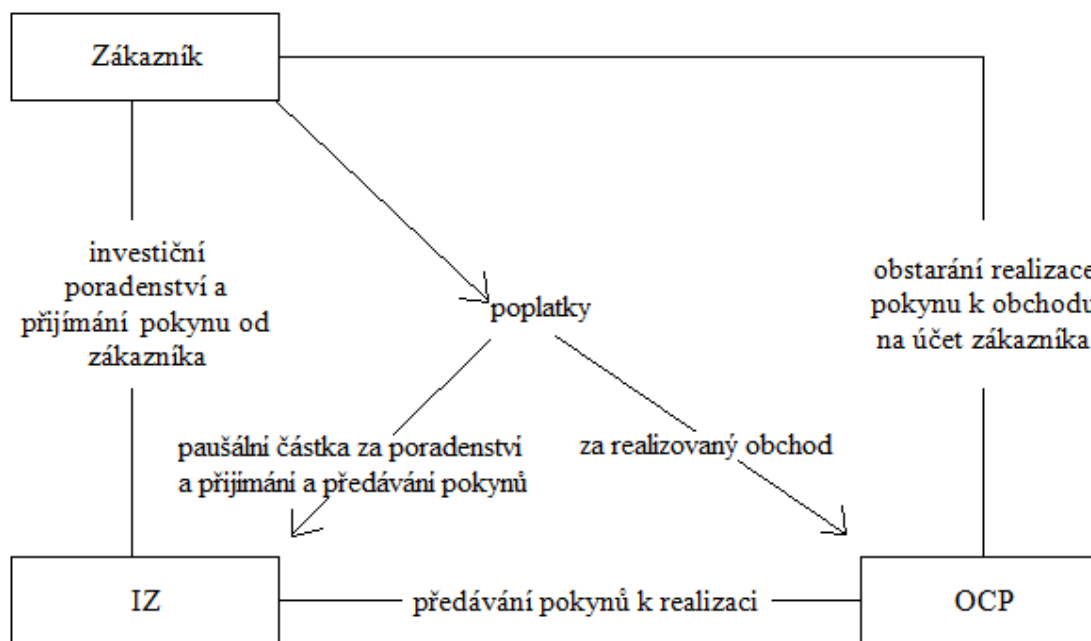 Zákazník
investiční
poradenství a
přijímání pokynu od
zákazníka
poplatky
obstarání realizace
pokynu k obchodu
na účet zákazníka
paušální částka za poradenství
a přijímání a předávání pokynů
za realizovaný obchod
IZ
předávání pokynů k realizaci
OCP